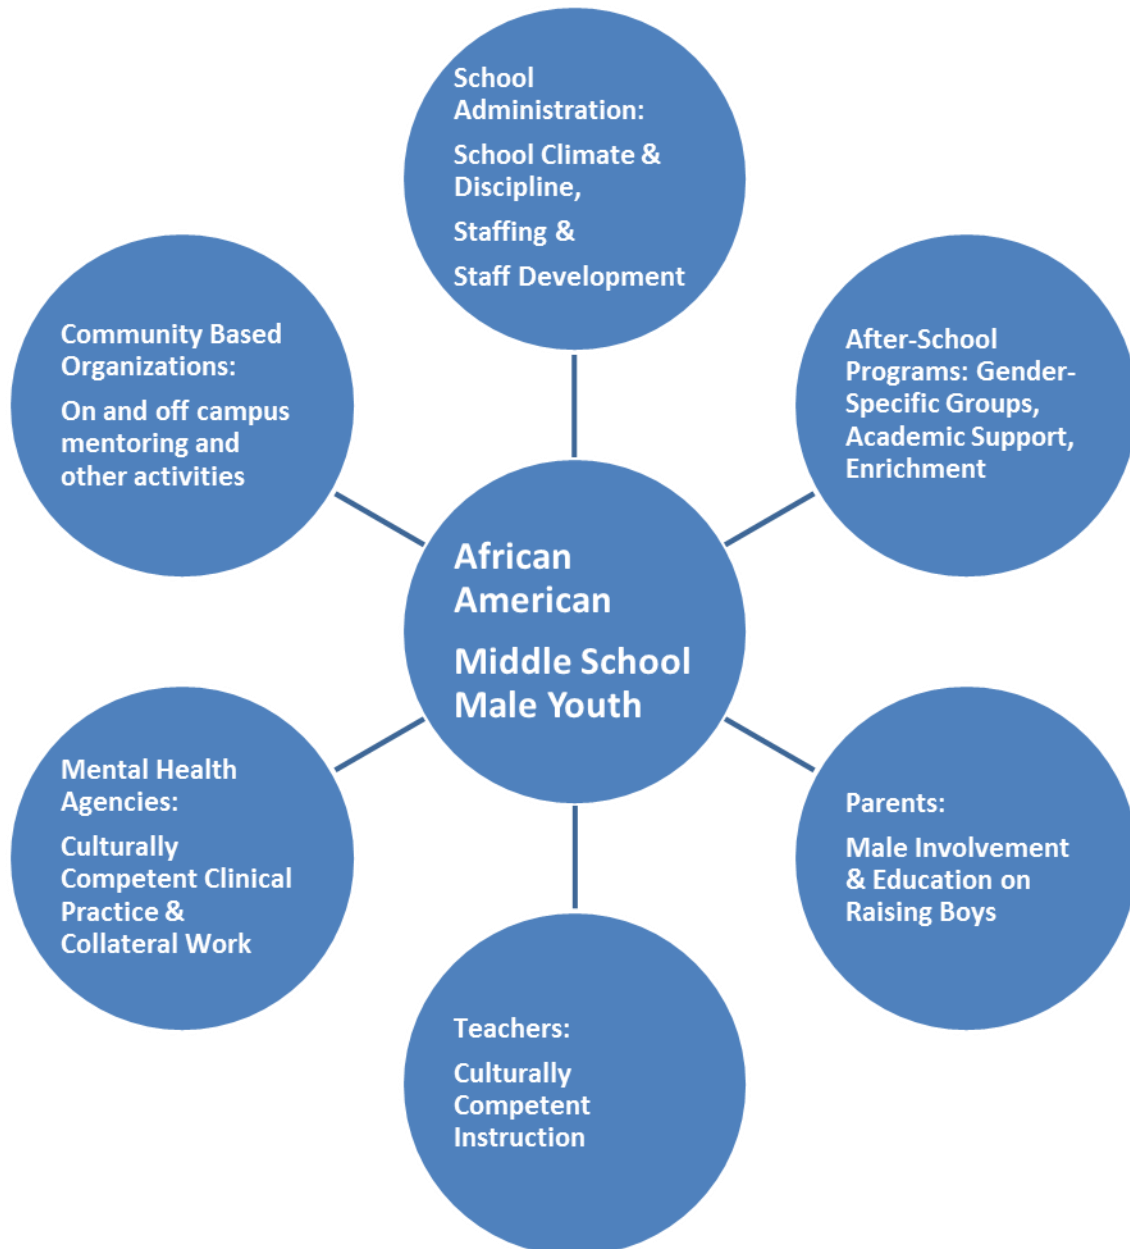 School
Administration:
School Climate &
Discipline,
Staffing &
Staff Development
After-School
Programs: Gender-
Specific Groups,
Academic Support,
Enrichment
Parents:
Male Involvement
& Education on
Raising Boys
Teachers:
Culturally
Competent
Instruction
Mental Health
Agencies:
Culturally
Competent Clinical
Practice &
Collateral Work
Community Based
Organizations:
On and off campus
mentoring and
other activities
African
American
Middle School
Male Youth